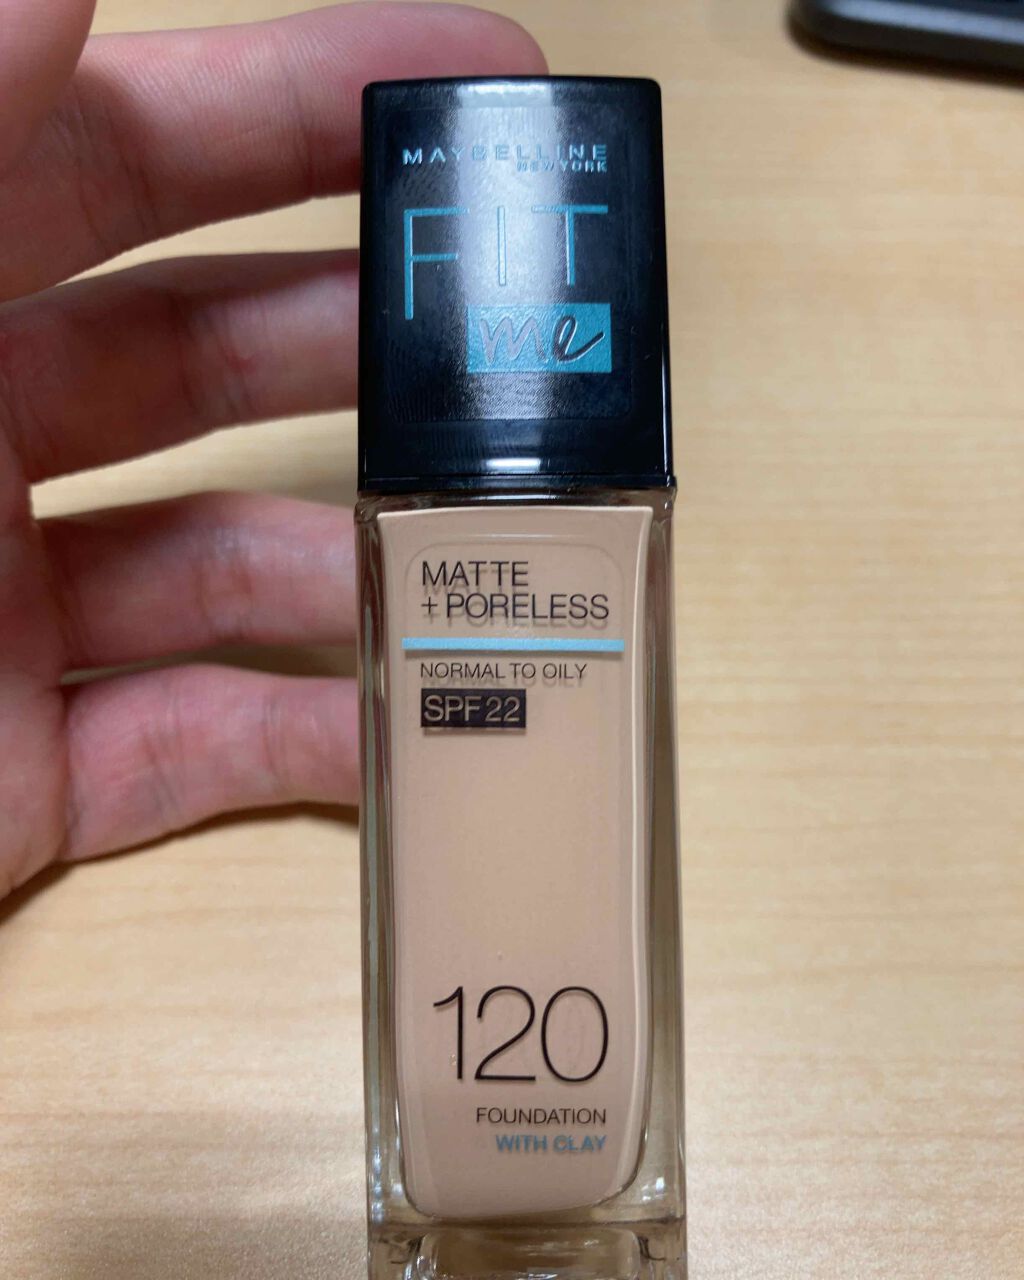 MAYBELLINE
NEW YORK
FIT
me
MATTE
+ PORELESS
NORMAL TO OILY
SPF 22
120
FOUNDATION
WITH CLAY